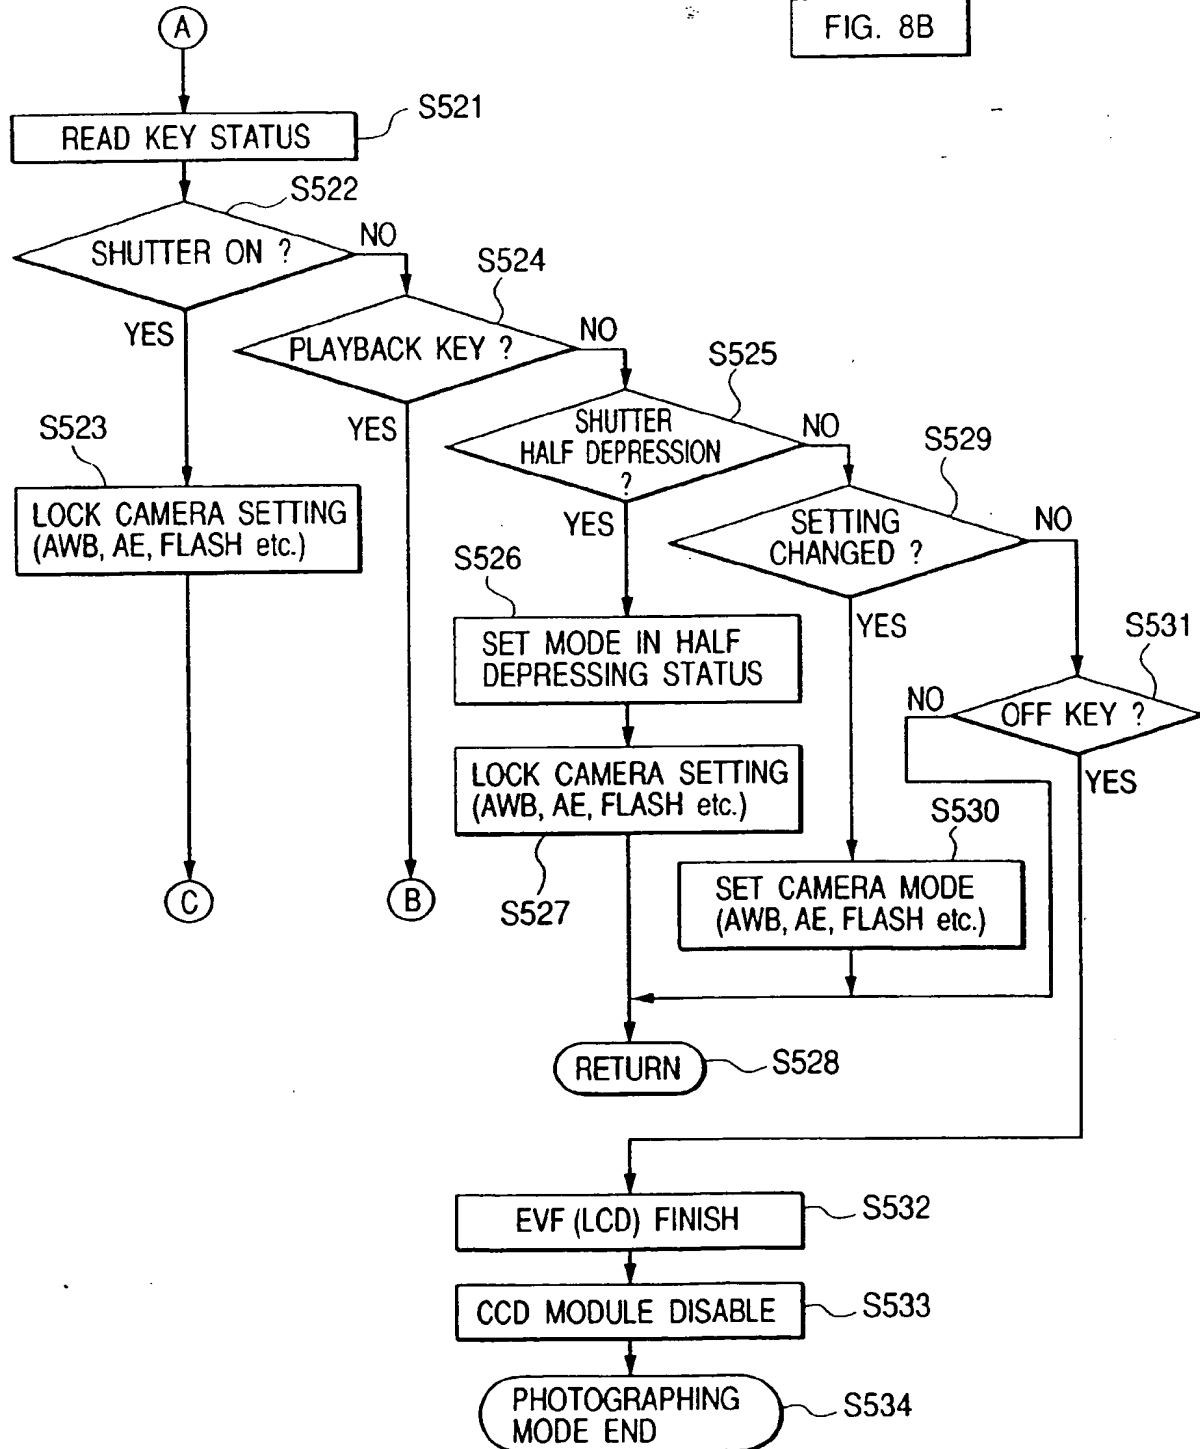 A
FIG. 8B
S521
READ KEY STATUS
S522
SHUTTER ON ?
NO
YES
S524
PLAYBACK KEY ?
NO
YES
S525
SHUTTER
HALF DEPRESSION
?
NO
YES
S523
LOCK CAMERA SETTING
(AWB, AE, FLASH etc.)
S529
SETTING
CHANGED ?
NO
YES
S526
SET MODE IN HALF
DEPRESSING STATUS
S531
OFF KEY ?
NO
YES
LOCK CAMERA SETTING
(AWB, AE, FLASH etc.)
S527
S530
SET CAMERA MODE
(AWB, AE, FLASH etc.)
C
B
RETURN
S528
EVF (LCD) FINISH
S532
CCD MODULE DISABLE
S533
PHOTOGRAPHING
MODE END
S534